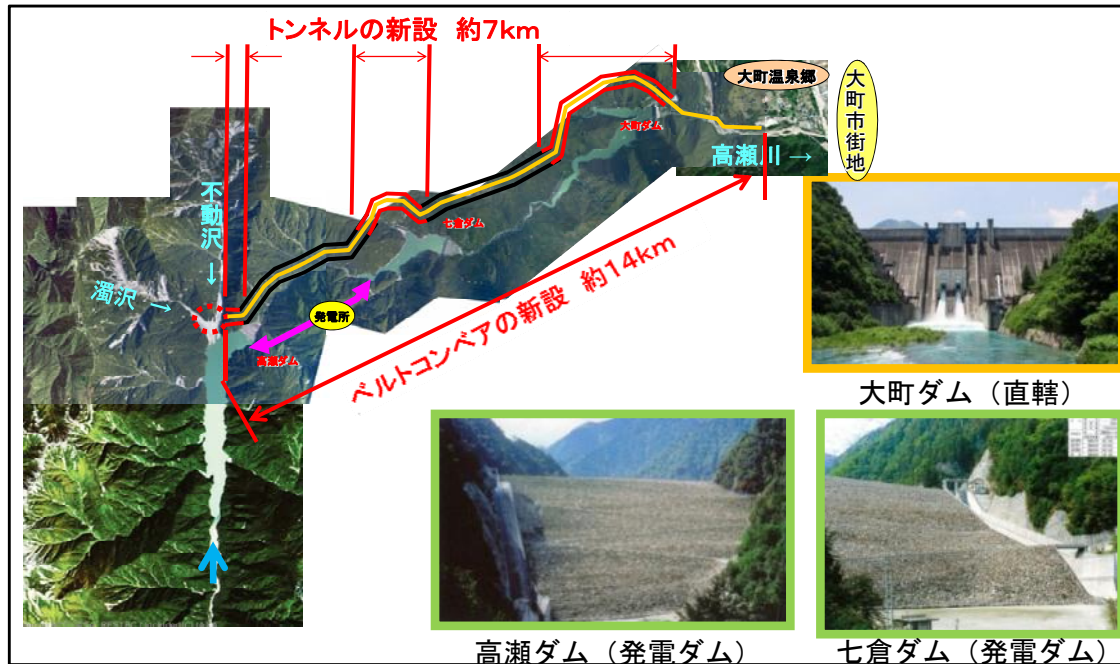 トンネルの新設 約7km
大町温泉郷
大町市街地
大町ダム
高瀬川→
不動沢→
七倉ダム
濁沢→
発電所
高瀬ダム
ベルトコンベアの新設 約14km
大町ダム（直轄）
高瀬ダム（発電ダム）
七倉ダム（発電ダム）